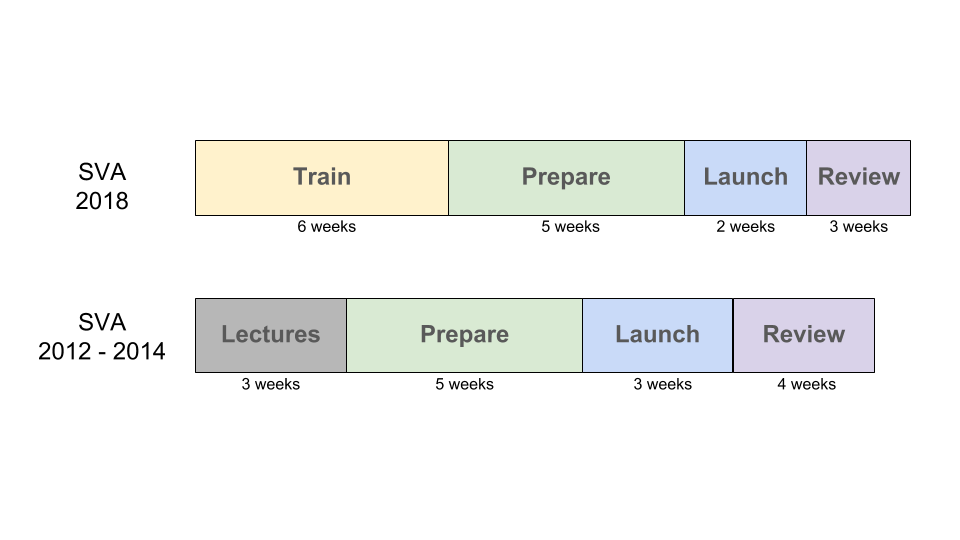 SVA
2018
Train
Prepare
Launch
Review
6 weeks
5 weeks
2 weeks
3 weeks
SVA
2012 - 2014
Lectures
Prepare
Launch
Review
3 weeks
5 weeks
3 weeks
4 weeks